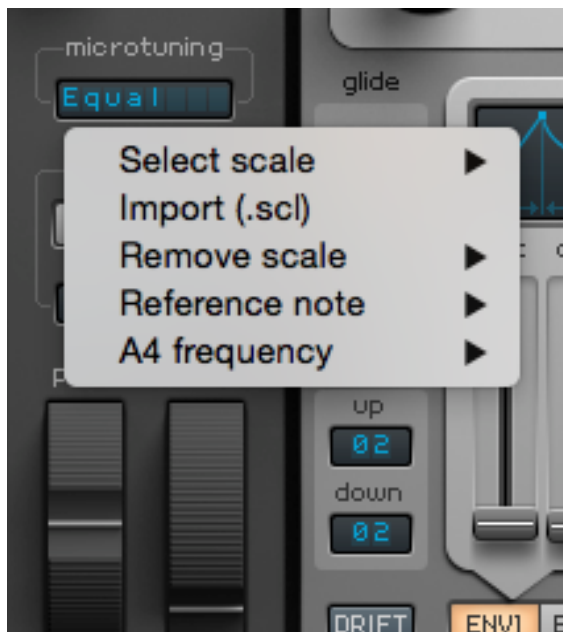 microtuning
Equal
glide
Select scale
Import (.scl)
Remove scale
Reference note
A4 frequency
up
02
down
02
DRIFT
ENV1